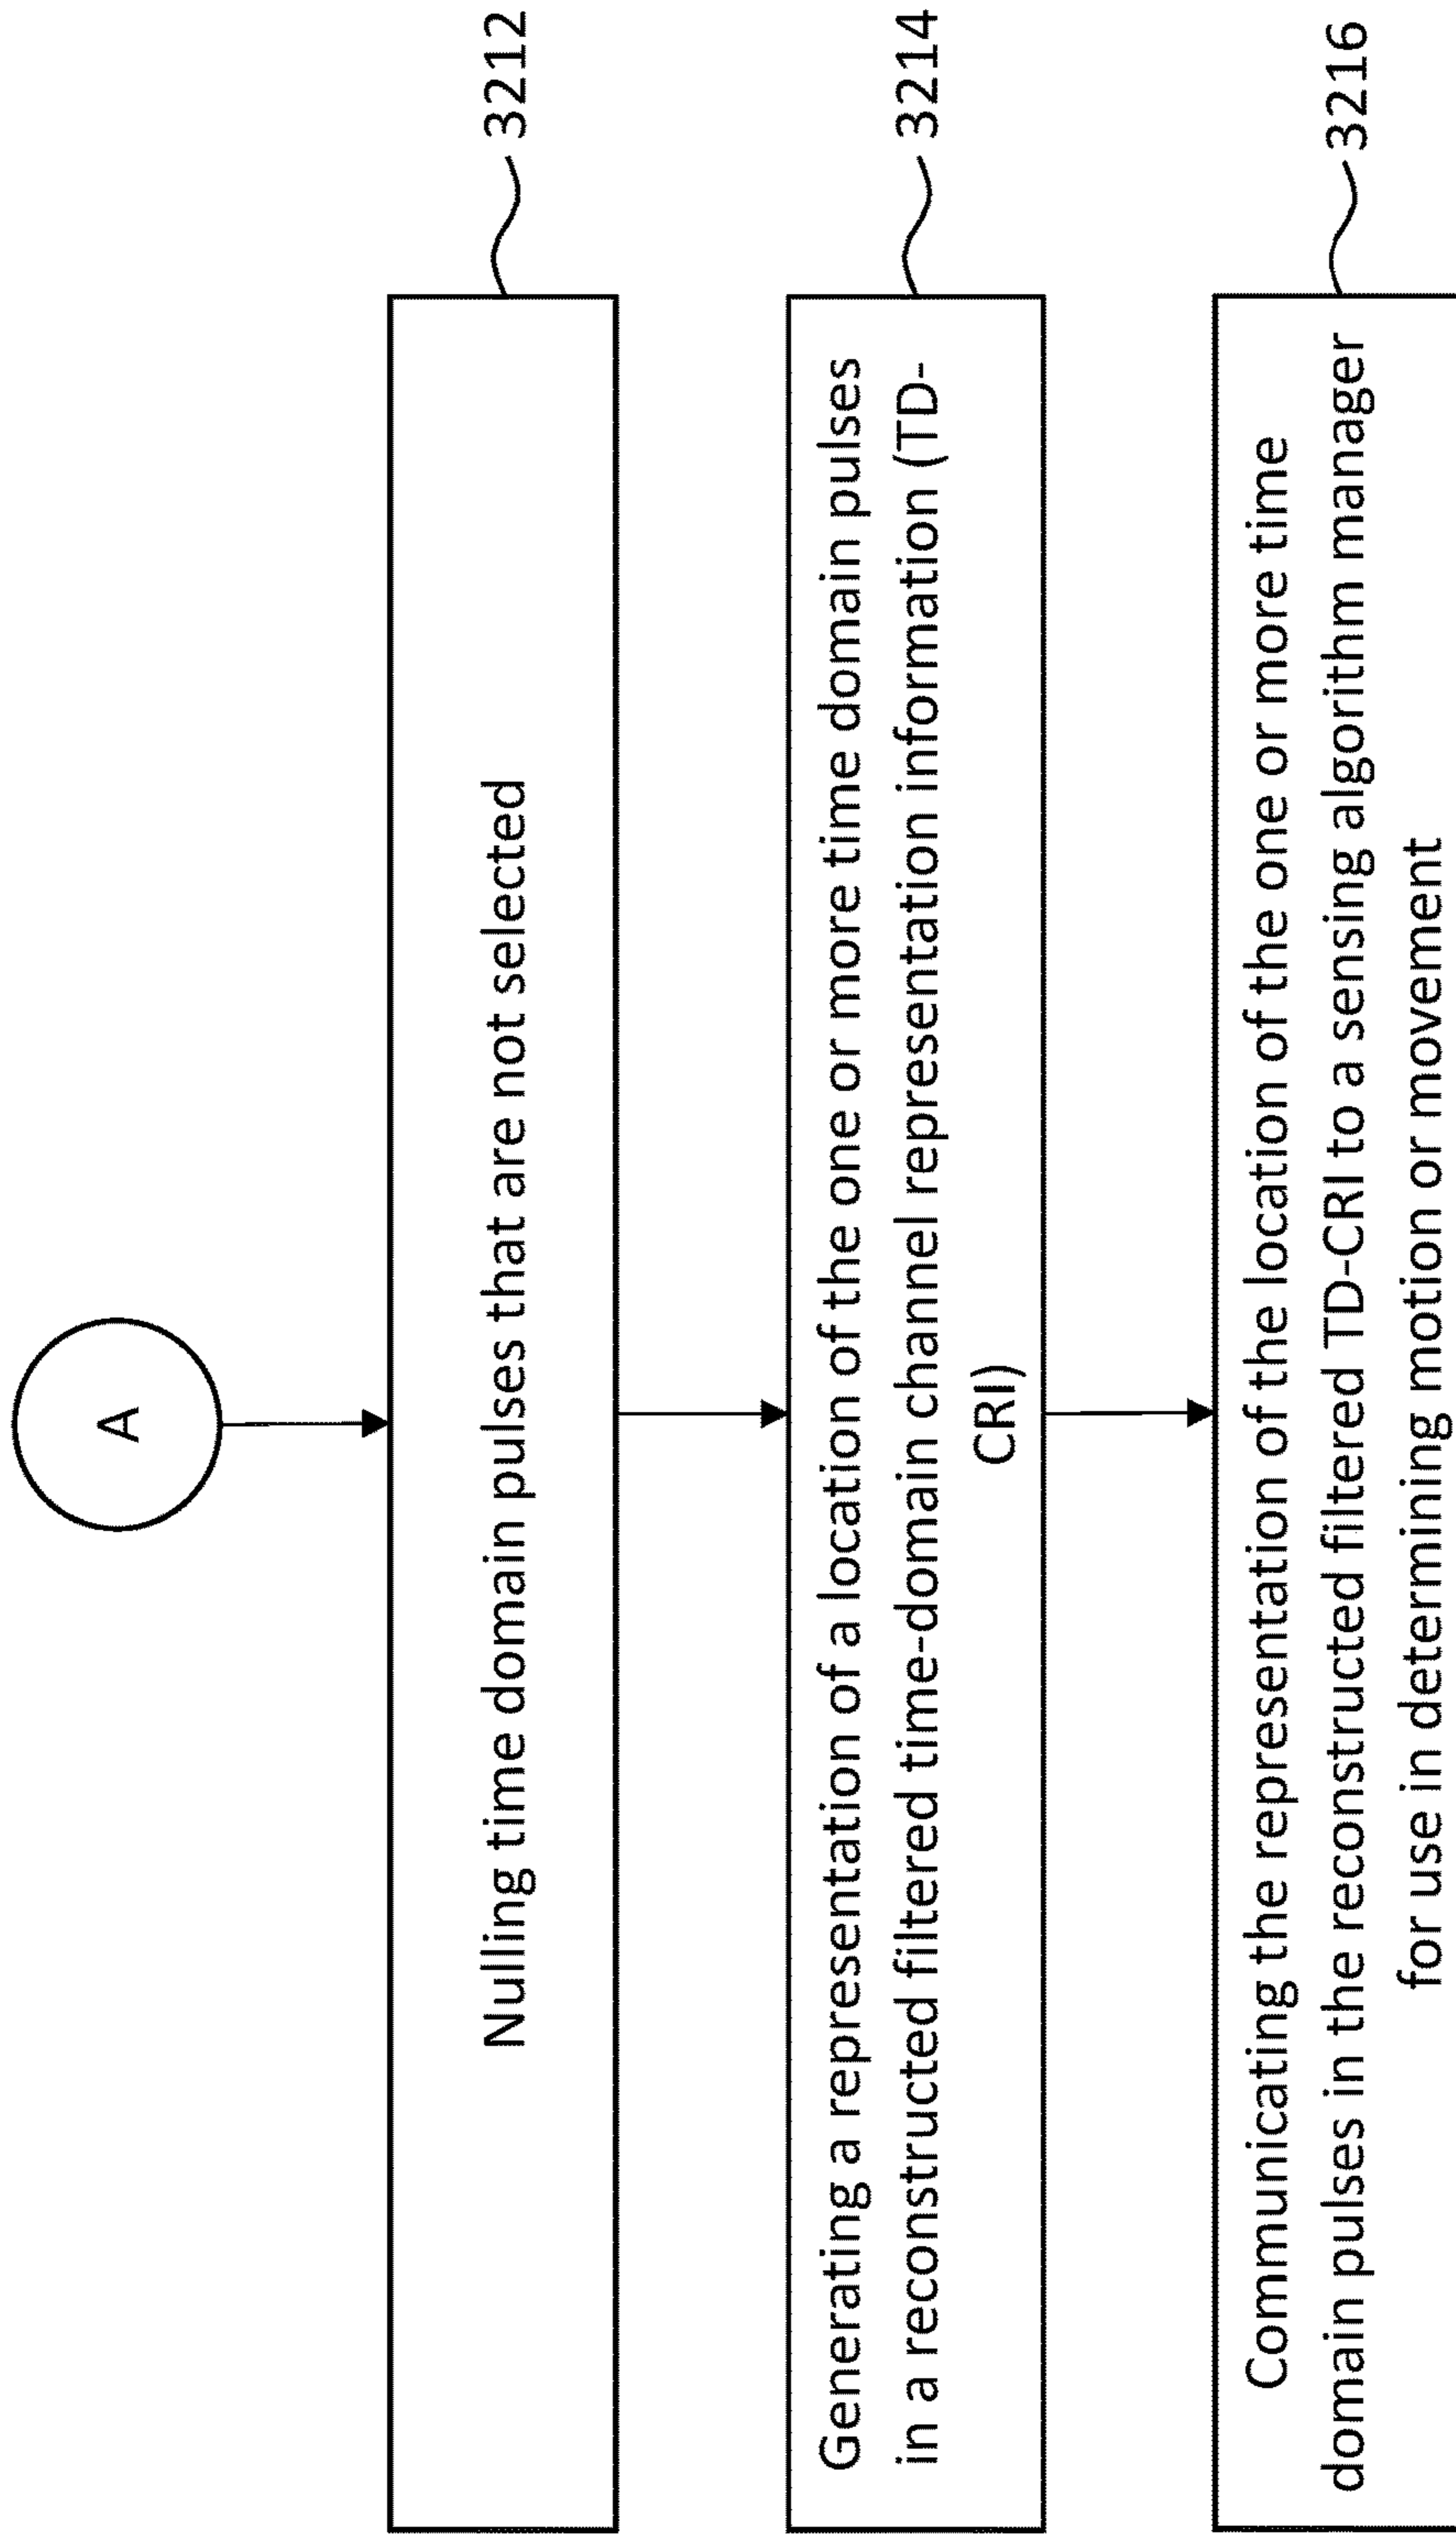 A
Nulling time domain pulses that are not selected
3212
Generating a representation of a location of the one or more time domain pulses
in a reconstructed filtered time-domain channel representation information (TD-
CRI)
3214
Communicating the representation of the location of the one or more time
domain pulses in the reconstructed filtered TD-CRI to a sensing algorithm manager
for use in determining motion or movement
3216